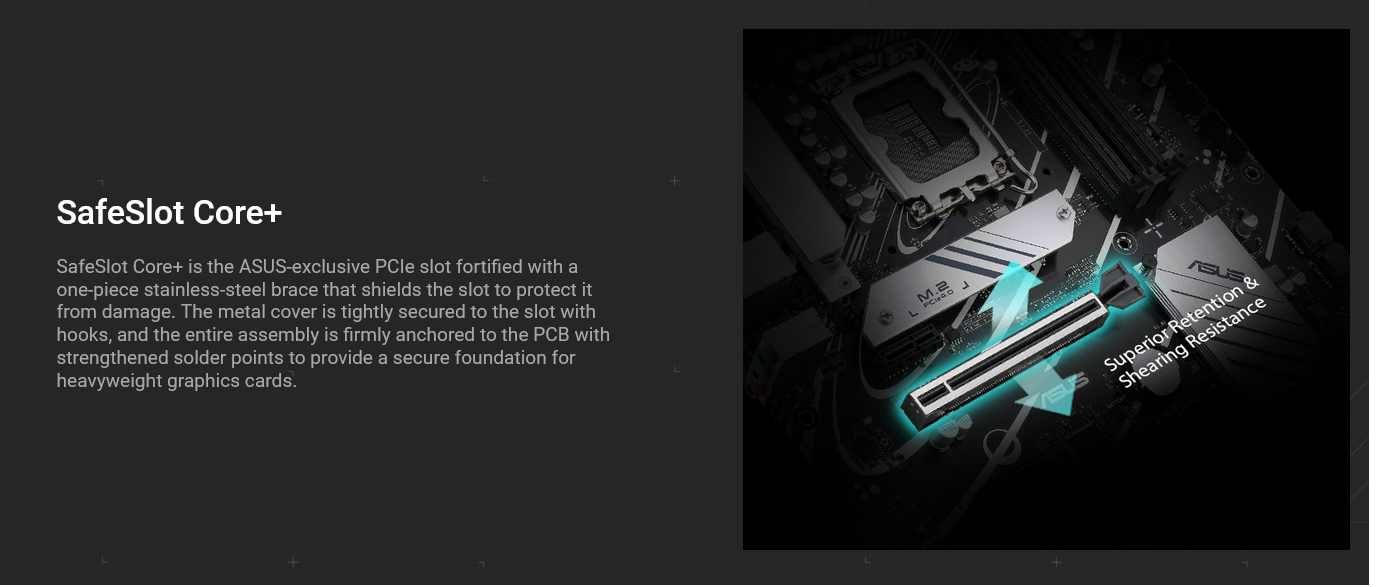 SafeSlot Core+
SafeSlot Core+ is the ASUS-exclusive PCIe slot fortified with a
one-piece stainless-steel brace that shields the slot to protect it
from damage. The metal cover is tightly secured to the slot with
hooks, and the entire assembly is firmly anchored to the PCB with
strengthened solder points to provide a secure foundation for
heavyweight graphics cards.
M.2
PCIe4.0
ASUS
Superior Retention &
Shearing Resistance
ASUS